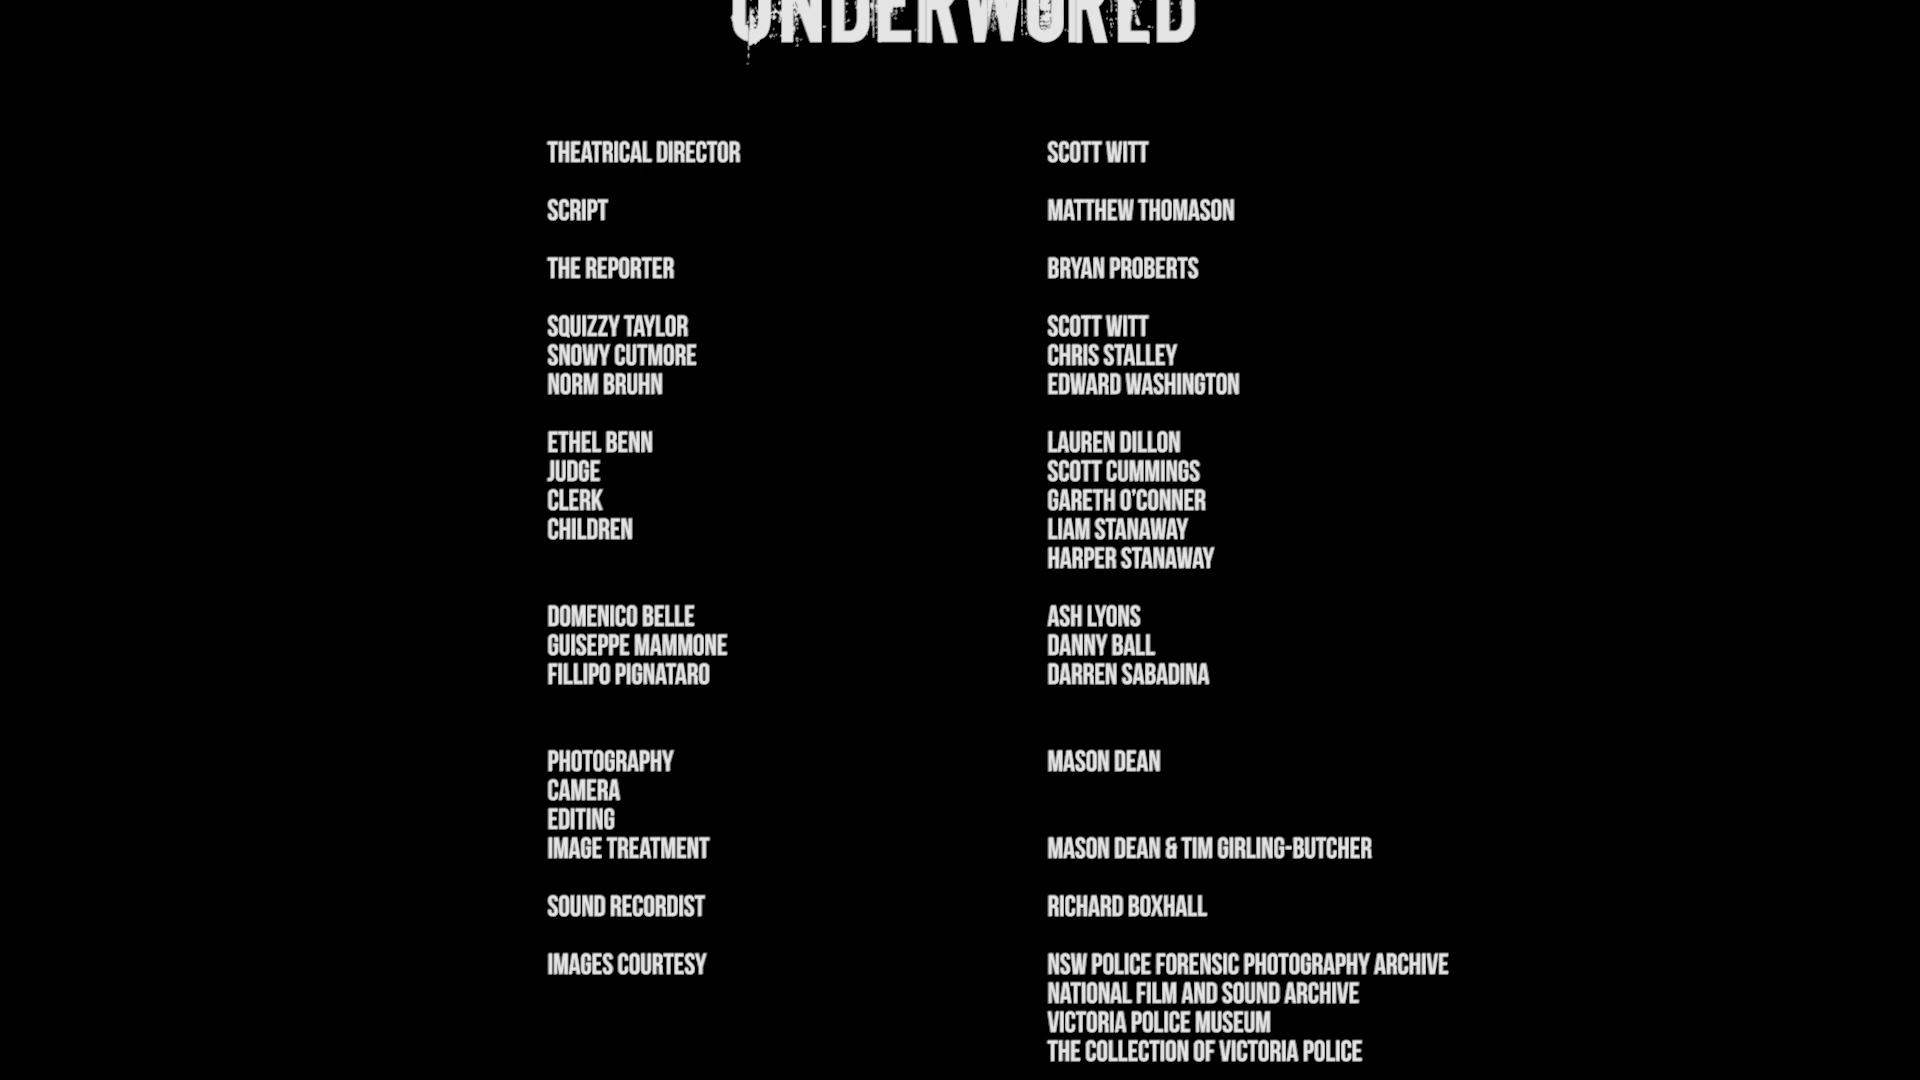 UNDERWORLD
THEATRICAL DIRECTOR SCOTT WITT
SCRIPT MATTHEW THOMASON
THE REPORTER BRYAN PROBERTS
SQUIZZY TAYLOR SCOTT WITT
SNOWY CUTMORE CHRIS STALLEY
NORM BRUHN EDWARD WASHINGTON
ETHEL BENN LAUREN DILLON
JUDGE SCOTT CUMMINGS
CLERK GARETH O'CONNER
CHILDREN LIAM STANAWAY
HARPER STANAWAY
DOMENICO BELLE ASH LYONS
GUISEPPE MAMMONE DANNY BALL
FILLIPO PIGNATARO DARREN SABADINA
PHOTOGRAPHY MASON DEAN
CAMERA
EDITING
IMAGE TREATMENT MASON DEAN & TIM GIRLING-BUTCHER
SOUND RECORDIST RICHARD BOXHALL
IMAGES COURTESY NSW POLICE FORENSIC PHOTOGRAPHY ARCHIVE
NATIONAL FILM AND SOUND ARCHIVE
VICTORIA POLICE MUSEUM
THE COLLECTION OF VICTORIA POLICE